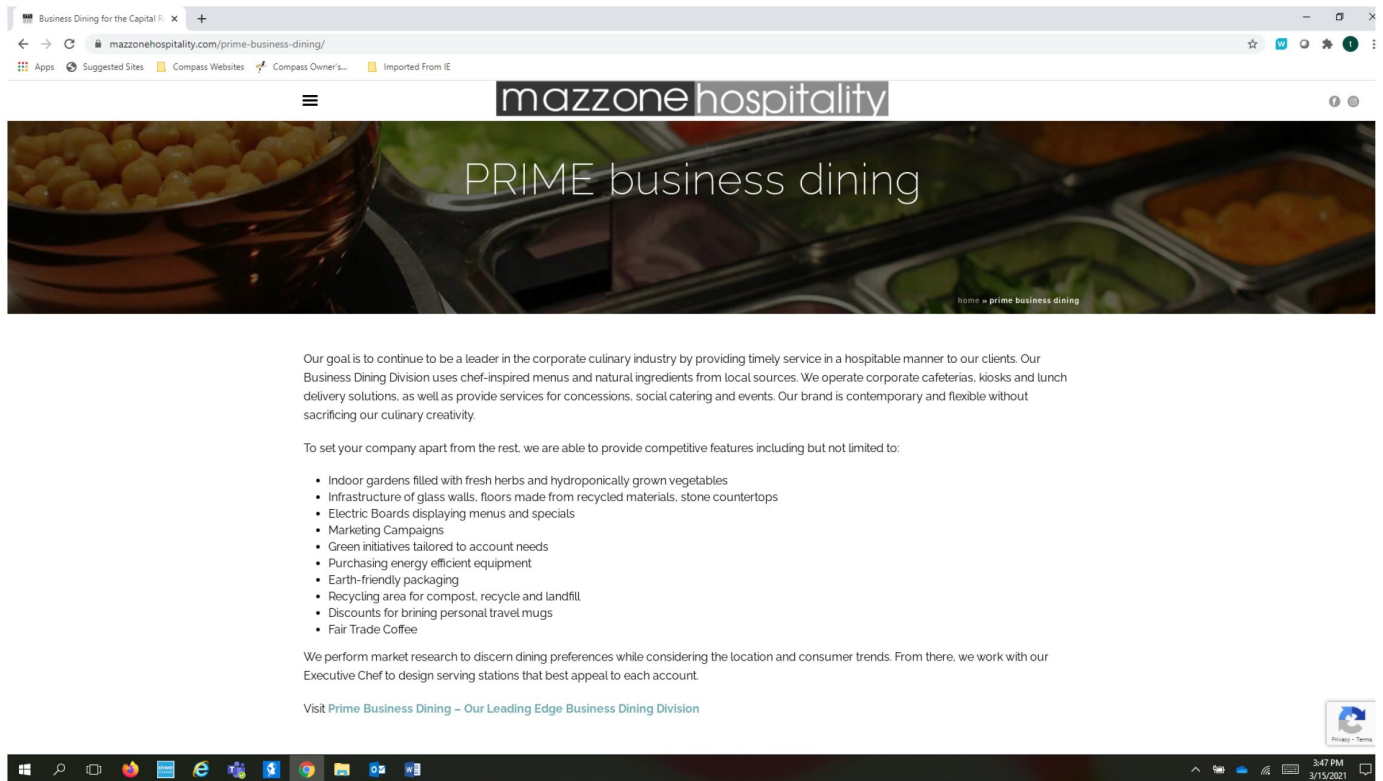 Business Dining for the Capital R
mazzonehospitality.com/prime-business-dining/
Apps Suggested Sites Compass Websites Compass Owner's... Imported From IE
mazzone hospitality
PRIME business dining
home » prime business dining
Our goal is to continue to be a leader in the corporate culinary industry by providing timely service in a hospitable manner to our clients. Our
Business Dining Division uses chef-inspired menus and natural ingredients from local sources. We operate corporate cafeterias, kiosks and lunch
delivery solutions, as well as provide services for concessions, social catering and events. Our brand is contemporary and flexible without
sacrificing our culinary creativity.
To set your company apart from the rest, we are able to provide competitive features including but not limited to:
• Indoor gardens filled with fresh herbs and hydroponically grown vegetables
• Infrastructure of glass walls, floors made from recycled materials, stone countertops
• Electric Boards displaying menus and specials
• Marketing Campaigns
• Green initiatives tailored to account needs
• Purchasing energy efficient equipment
• Earth-friendly packaging
• Recycling area for compost, recycle and landfill
• Discounts for brining personal travel mugs
• Fair Trade Coffee
We perform market research to discern dining preferences while considering the location and consumer trends. From there, we work with our
Executive Chef to design serving stations that best appeal to each account.
Visit Prime Business Dining – Our Leading Edge Business Dining Division
Privacy - Terms
3:47 PM
3/15/2021